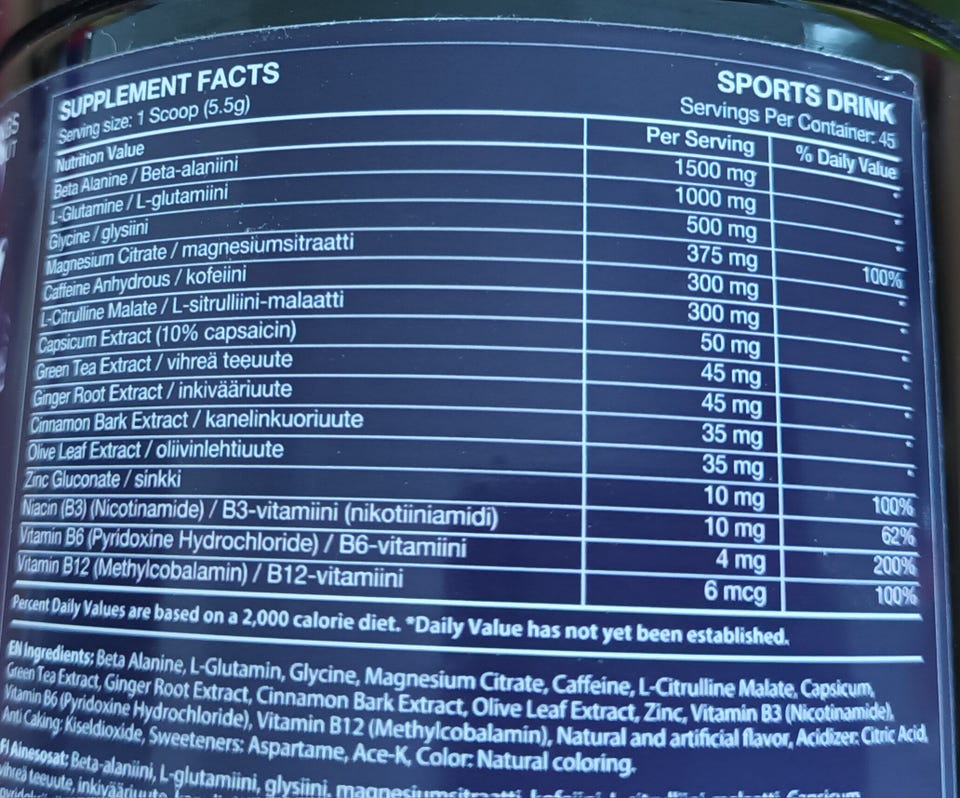 SUPPLEMENT FACTS
SPORTS DRINK
Serving size: 1 Scoop (5.5g)
Servings Per Container: 45
Nutrition Value Per Serving % Daily Value
Beta Alanine / Beta-alaniini 1500 mg *
L-Glutamine / L-glutamiini 1000 mg *
Glycine / glysiini 500 mg *
Magnesium Citrate / magnesiumsitraatti 375 mg 100%
Caffeine Anhydrous / kofeiini 300 mg *
L-Citrulline Malate / L-sitrulliini-malaatti 300 mg *
Capsicum Extract (10% capsaicin) 50 mg *
Green Tea Extract / vihreä teeuute 45 mg *
Ginger Root Extract / inkivääriuute 45 mg *
Cinnamon Bark Extract / kanelinkuoriuute 35 mg *
Olive Leaf Extract / oliivinlehtiuute 35 mg *
Zinc Gluconate / sinkki 10 mg 100%
Niacin (B3) (Nicotinamide) / B3-vitamiini (nikotiiniamidi) 10 mg 62%
Vitamin B6 (Pyridoxine Hydrochloride) / B6-vitamiini 4 mg 200%
Vitamin B12 (Methylcobalamin) / B12-vitamiini 6 mcg 100%
Percent Daily Values are based on a 2,000 calorie diet. *Daily Value has not yet been established.
EN Ingredients: Beta Alanine, L-Glutamin, Glycine, Magnesium Citrate, Caffeine, L-Citrulline Malate, Capsicum,
Green Tea Extract, Ginger Root Extract, Cinnamon Bark Extract, Olive Leaf Extract, Zinc, Vitamin B3 (Nicotinamide),
Vitamin B6 (Pyridoxine Hydrochloride), Vitamin B12 (Methylcobalamin), Natural and artificial flavor, Acidizer: Citric Acid,
Anti Caking: Kiseldioxide, Sweeteners: Aspartame, Ace-K, Color: Natural coloring.
FI Ainesosat: Beta-alaniini, L-glutamiini, glysiini, magnesiumsitraatti, kofeiini
vihreä teeuute, inkivääriuute